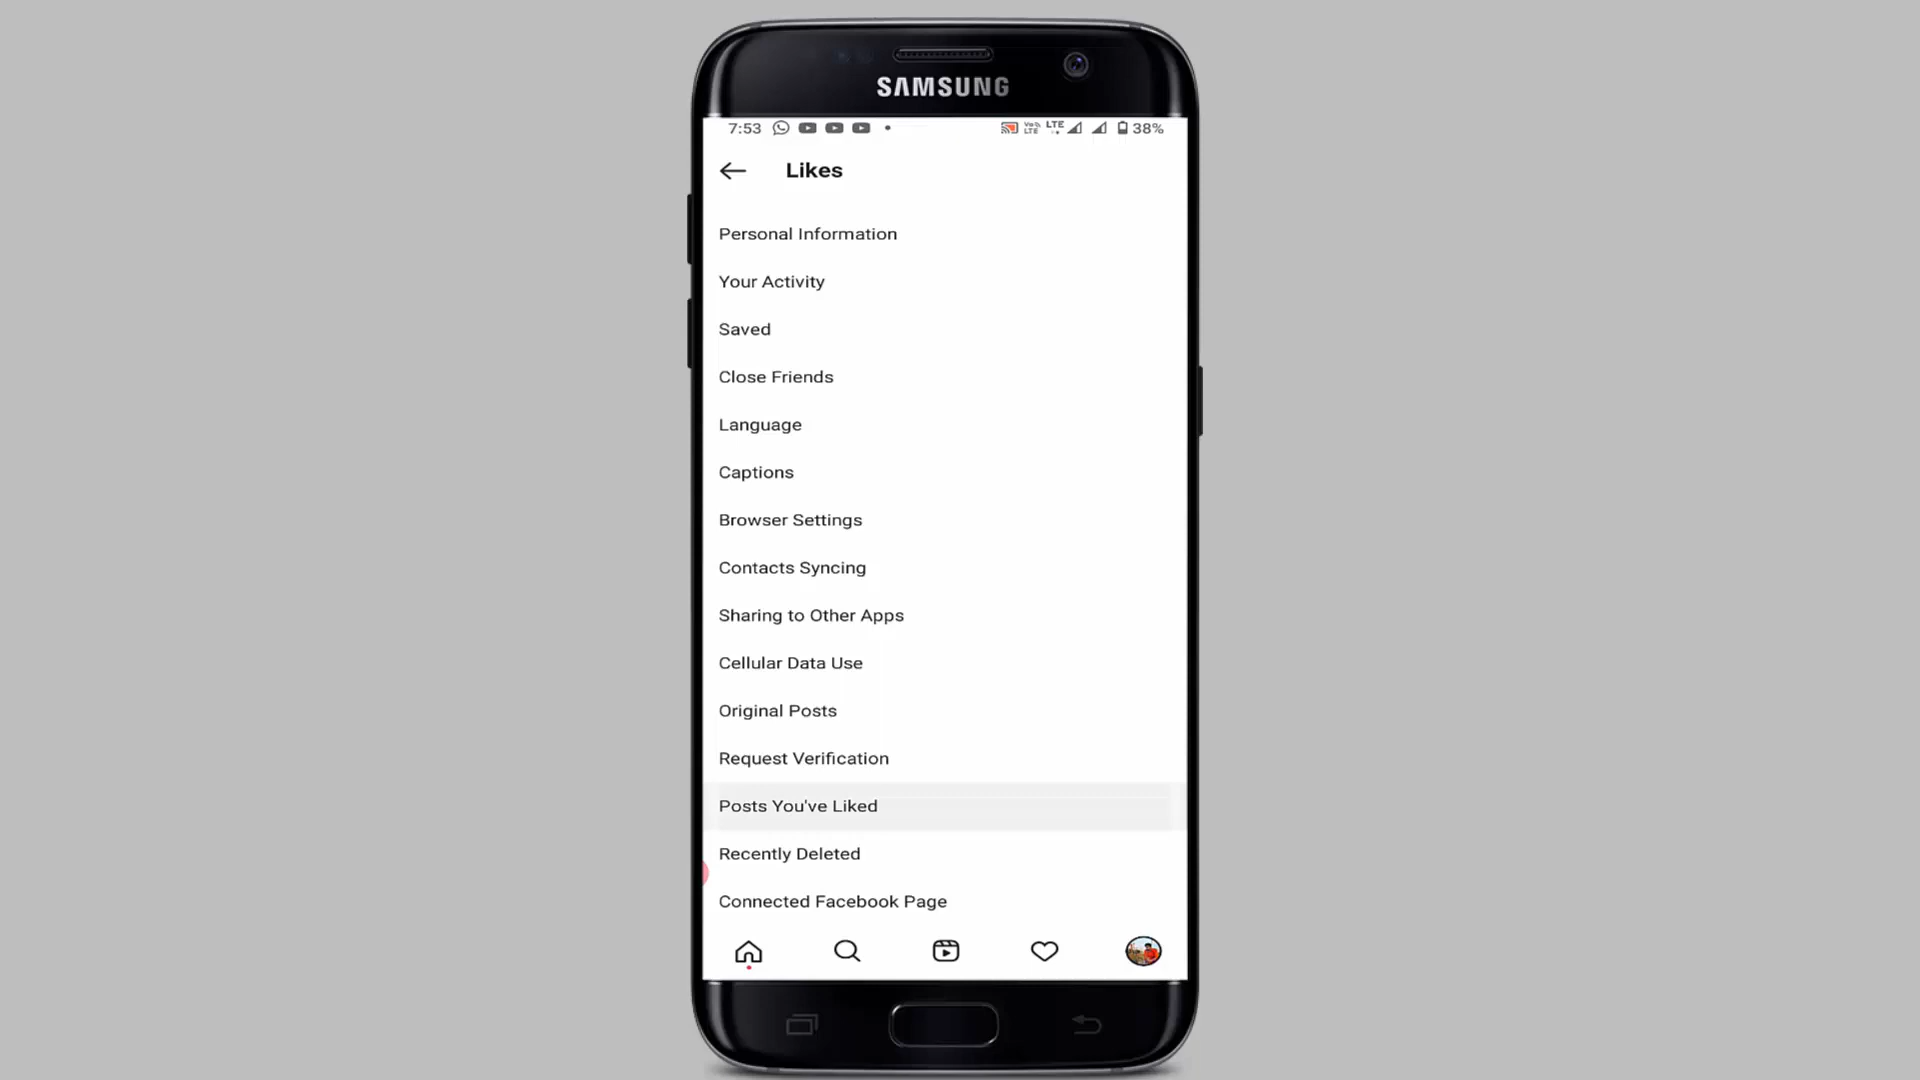 SAMSUNG
7:53 38%
LTE
Likes
Personal Information
Your Activity
Saved
Close Friends
Language
Captions
Browser Settings
Contacts Syncing
Sharing to Other Apps
Cellular Data Use
Original Posts
Request Verification
Posts You've Liked
Recently Deleted
Connected Facebook Page